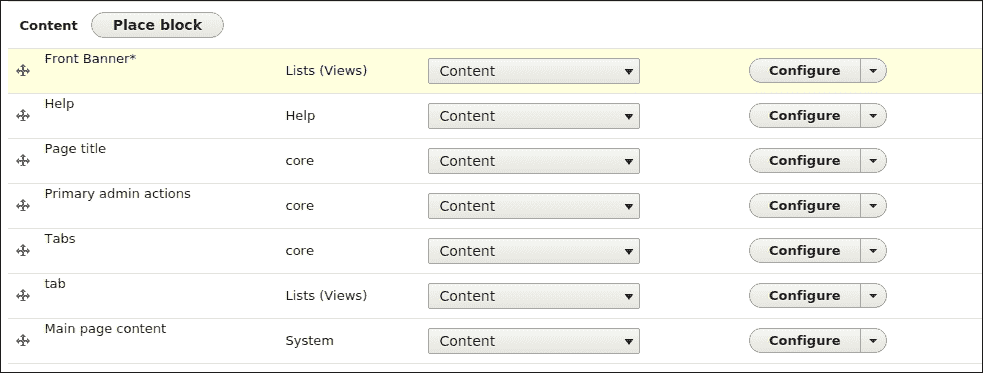 Content Place block
Front Banner* Lists (Views) Content Configure
Help Help Content Configure
Page title core Content Configure
Primary admin actions core Content Configure
Tabs core Content Configure
tab Lists (Views) Content Configure
Main page content System Content Configure